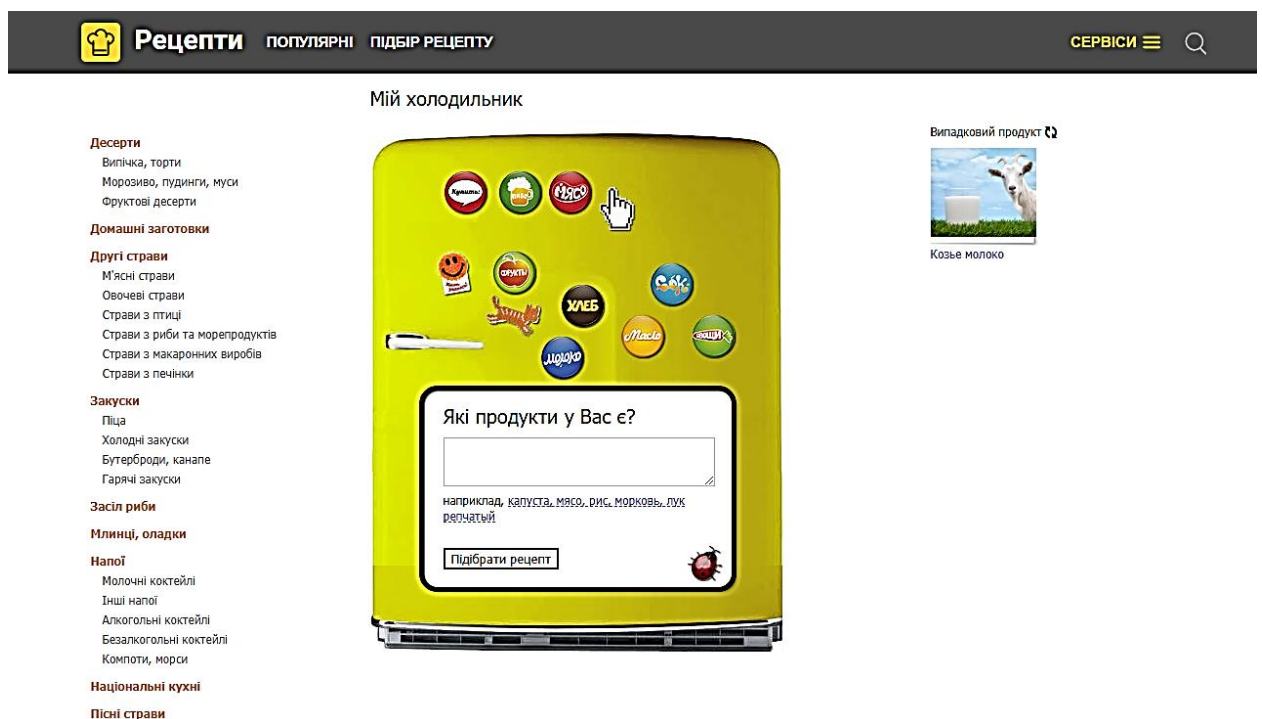 Рецепти ПОПУЛЯРНІ ПІДБІР РЕЦЕПТУ СЕРВІСИ
Мій холодильник
Десерти
Випічка, торти
Морозиво, пудинги, муси
Фруктові десерти
Домашні заготовки
Другі страви
М'ясні страви
Овочеві страви
Страви з птиці
Страви з риби та морепродуктів
Страви з макаронних виробів
Страви з печінки
Закуски
Піца
Холодні закуски
Бутерброди, канапе
Гарячі закуски
Засіл риби
Млинці, оладки
Напої
Молочні коктейлі
Інші напої
Алкогольні коктейлі
Безалкогольні коктейлі
Компоти, морси
Національні кухні
Пісні страви
Купить!
пиво
МЯСО
ФРУКТЫ
СОК
ХЛЕБ
Масло
молоко
Які продукти у Вас є?
наприклад, капуста, мясо, рис, морковь, лук
репчатый
Підібрати рецепт
Випадковий продукт
Козье молоко